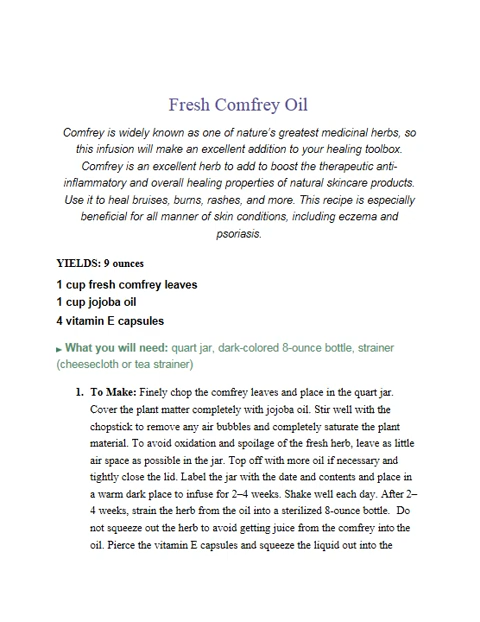 Fresh Comfrey Oil
Comfrey is widely known as one of nature's greatest medicinal herbs, so
this infusion will make an excellent addition to your healing toolbox.
Comfrey is an excellent herb to add to boost the therapeutic anti-
inflammatory and overall healing properties of natural skincare products.
Use it to heal bruises, burns, rashes, and more. This recipe is especially
beneficial for all manner of skin conditions, including eczema and
psoriasis.
YIELDS: 9 ounces
1 cup fresh comfrey leaves
1 cup jojoba oil
4 vitamin E capsules
► What you will need: quart jar, dark-colored 8-ounce bottle, strainer
(cheesecloth or tea strainer)
1. To Make: Finely chop the comfrey leaves and place in the quart jar.
Cover the plant matter completely with jojoba oil. Stir well with the
chopstick to remove any air bubbles and completely saturate the plant
material. To avoid oxidation and spoilage of the fresh herb, leave as little
air space as possible in the jar. Top off with more oil if necessary and
tightly close the lid. Label the jar with the date and contents and place in
a warm dark place to infuse for 2–4 weeks. Shake well each day. After 2–
4 weeks, strain the herb from the oil into a sterilized 8-ounce bottle. Do
not squeeze out the herb to avoid getting juice from the comfrey into the
oil. Pierce the vitamin E capsules and squeeze the liquid out into the